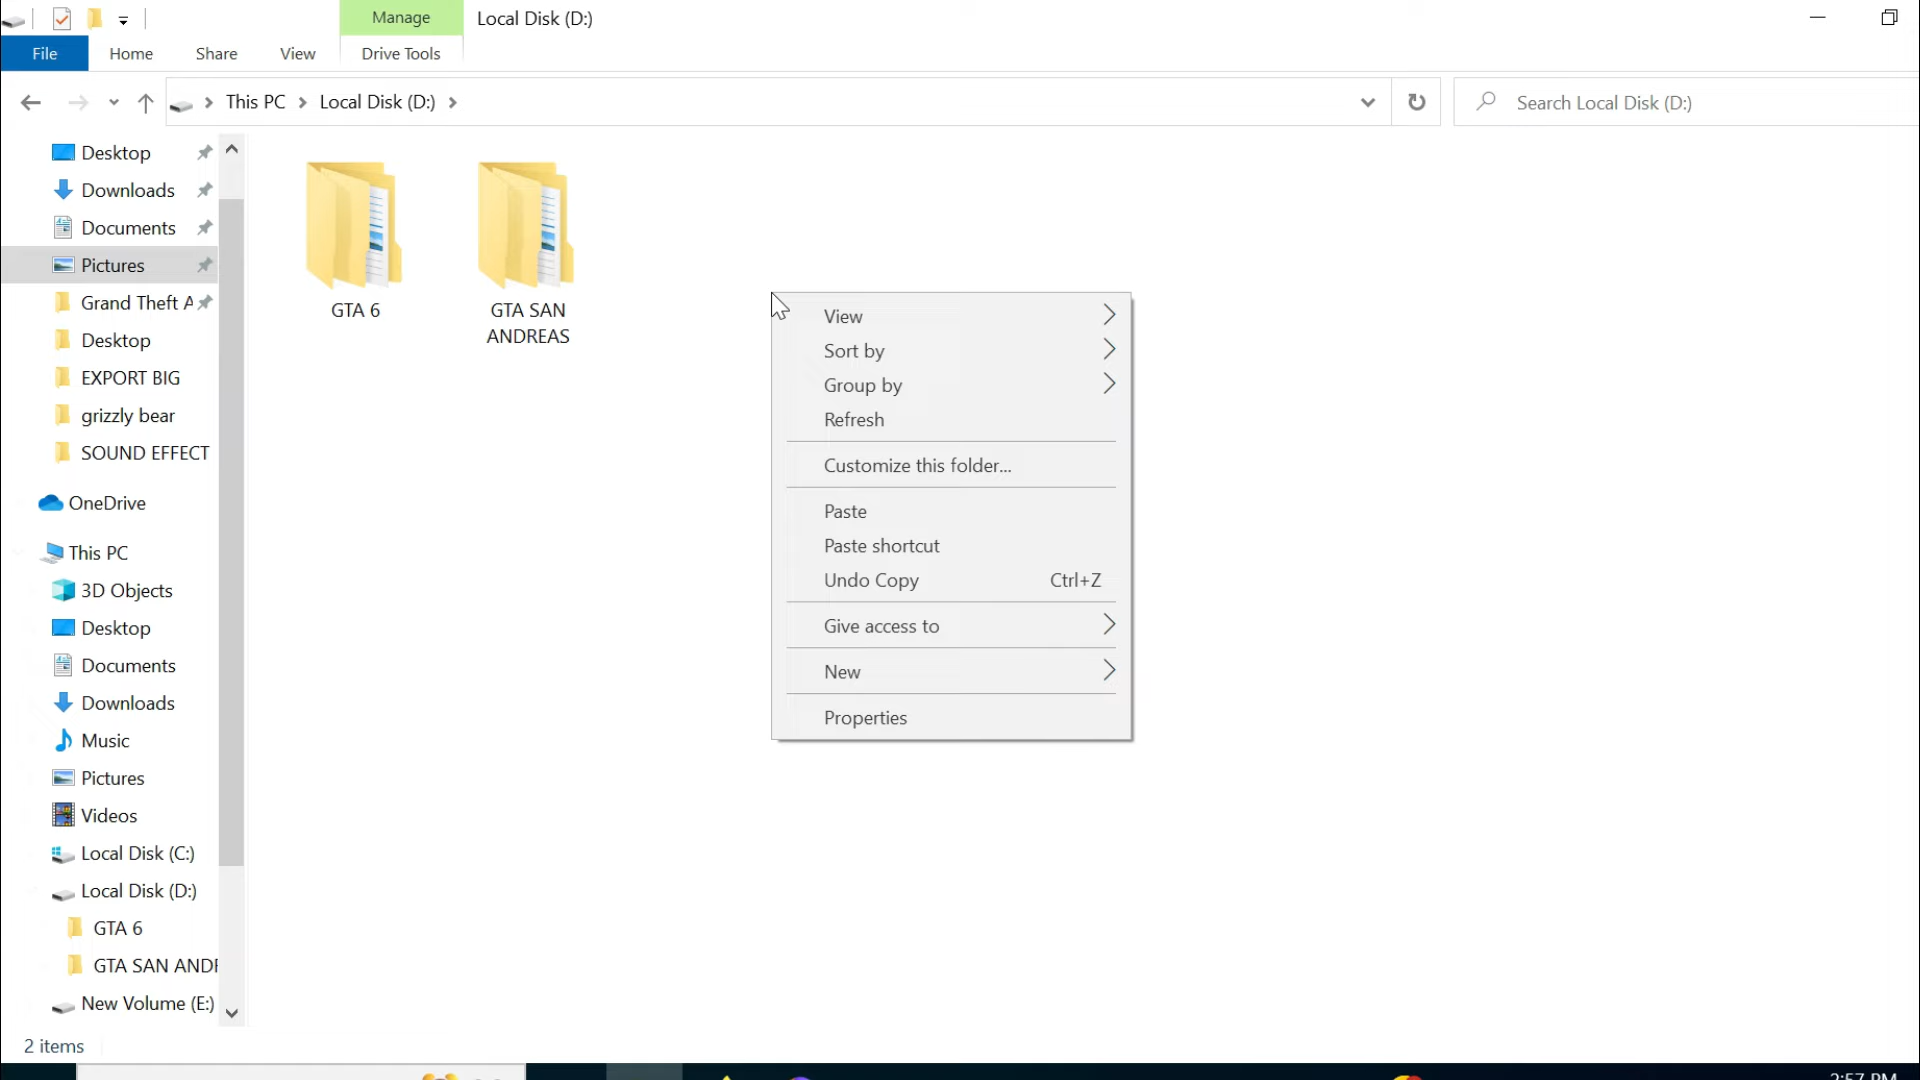 Manage
Local Disk (D:)
File
Home
Share
View
Drive Tools
This PC
Local Disk (D:)
Search Local Disk (D:)
Desktop
Downloads
Documents
Pictures
Grand Theft A
Desktop
EXPORT BIG
grizzly bear
SOUND EFFECT
OneDrive
This PC
3D Objects
Desktop
Documents
Downloads
Music
Pictures
Videos
Local Disk (C:)
Local Disk (D:)
GTA 6
GTA SAN ANDR
New Volume (E:)
GTA 6
GTA SAN
ANDREAS
View
Sort by
Group by
Refresh
Customize this folder...
Paste
Paste shortcut
Undo Copy Ctrl+Z
Give access to
New
Properties
2 items
2:57 PM